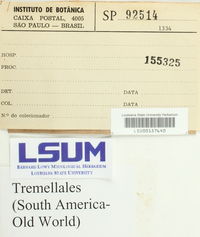 INSTITUTO DE BOTÂNICA
CAIXA POSTAL, 4005
SÃO PAULO — BRASIL
SP 92514
1334
HOSP.
PROC.
155325
DET. DATA
COL. DATA
N.º do colecionador
Louisiana State University Herbarium
LSUM
BERNARD LOWY MYCOLOGICAL HERBARIUM
LOUISIANA STATE UNIVERSITY
Tremellales
(South America-
Old World)